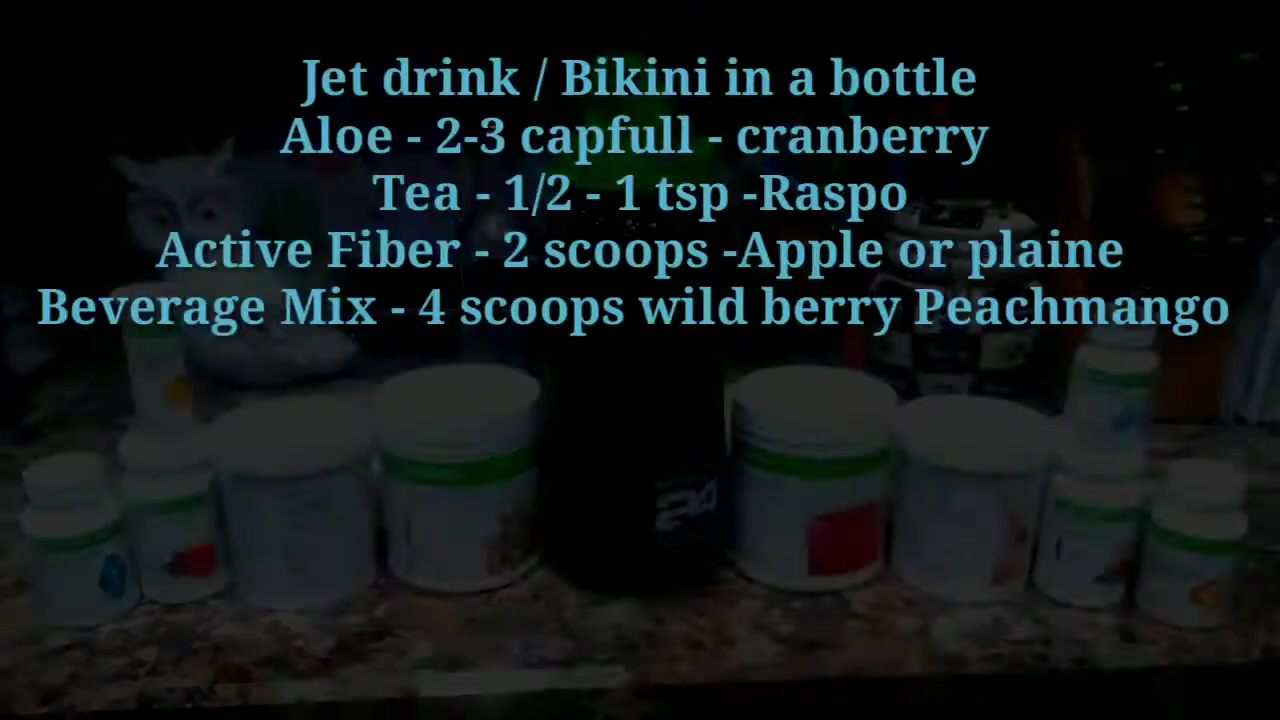 Jet drink / Bikini in a bottle
Aloe - 2-3 capfull - cranberry
Tea - 1/2 - 1 tsp -Raspo
Active Fiber - 2 scoops -Apple or plaine
Beverage Mix - 4 scoops wild berry Peachmango
24